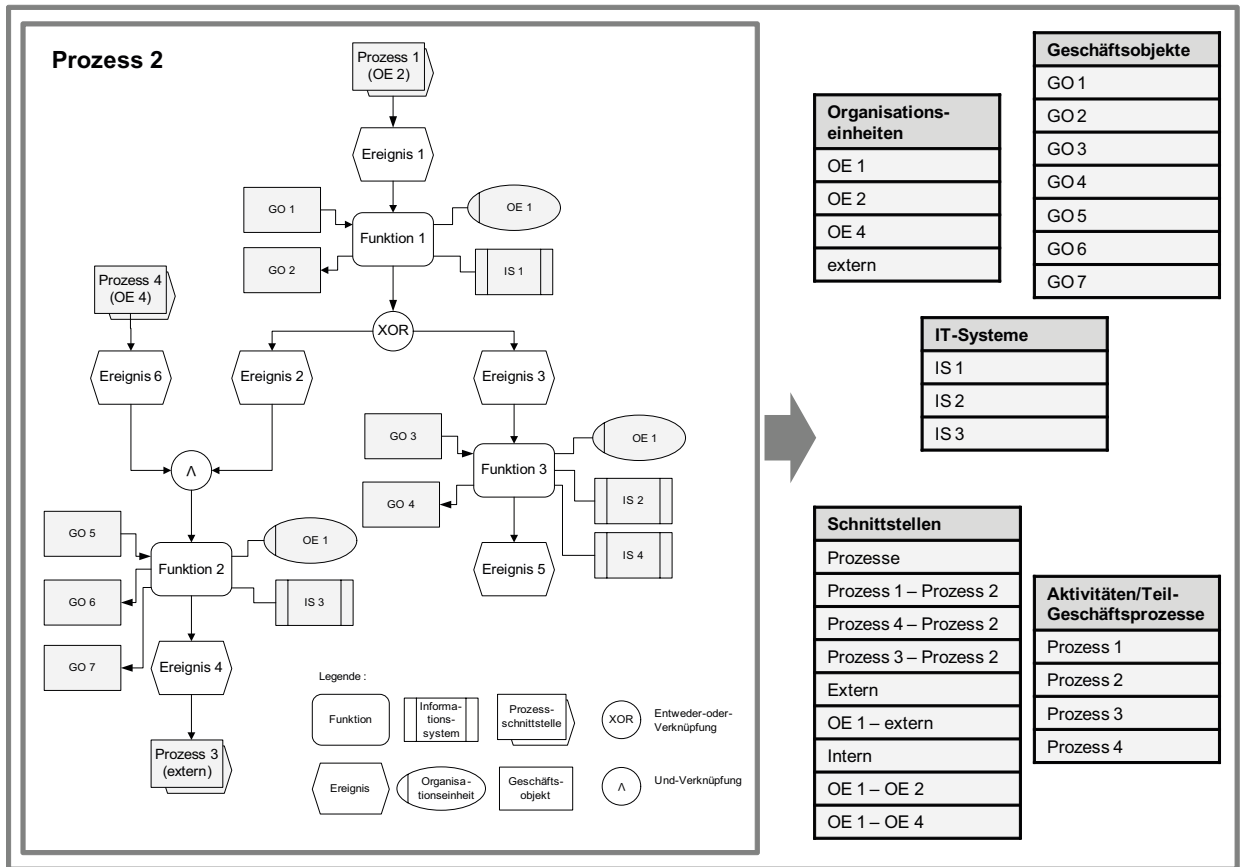 Prozess 2
Prozess 1
(OE 2)
Ereignis 1
GO 1
OE 1
Funktion 1
GO 2
IS 1
Prozess 4
(OE 4)
XOR
Ereignis 6
Ereignis 2
Ereignis 3
GO 3
OE 1
Funktion 3
GO 4
IS 2
IS 4
Ereignis 5
Λ
GO 5
OE 1
Funktion 2
GO 6
IS 3
GO 7
Ereignis 4
Prozess 3
(extern)
Legende :
Funktion
Informa-
tions-
system
Prozess-
schnittstelle
XOR
Entweder-oder-
Verknüpfung
Ereignis
Organisa-
tionseinheit
Geschäfts-
objekt
Λ
Und-Verknüpfung
Organisations-
einheiten
OE 1
OE 2
OE 4
extern
Geschäftsobjekte
GO 1
GO 2
GO 3
GO 4
GO 5
GO 6
GO 7
IT-Systeme
IS 1
IS 2
IS 3
Schnittstellen
Prozesse
Prozess 1 – Prozess 2
Prozess 4 – Prozess 2
Prozess 3 – Prozess 2
Extern
OE 1 – extern
Intern
OE 1 – OE 2
OE 1 – OE 4
Aktivitäten/Teil-
Geschäftsprozesse
Prozess 1
Prozess 2
Prozess 3
Prozess 4